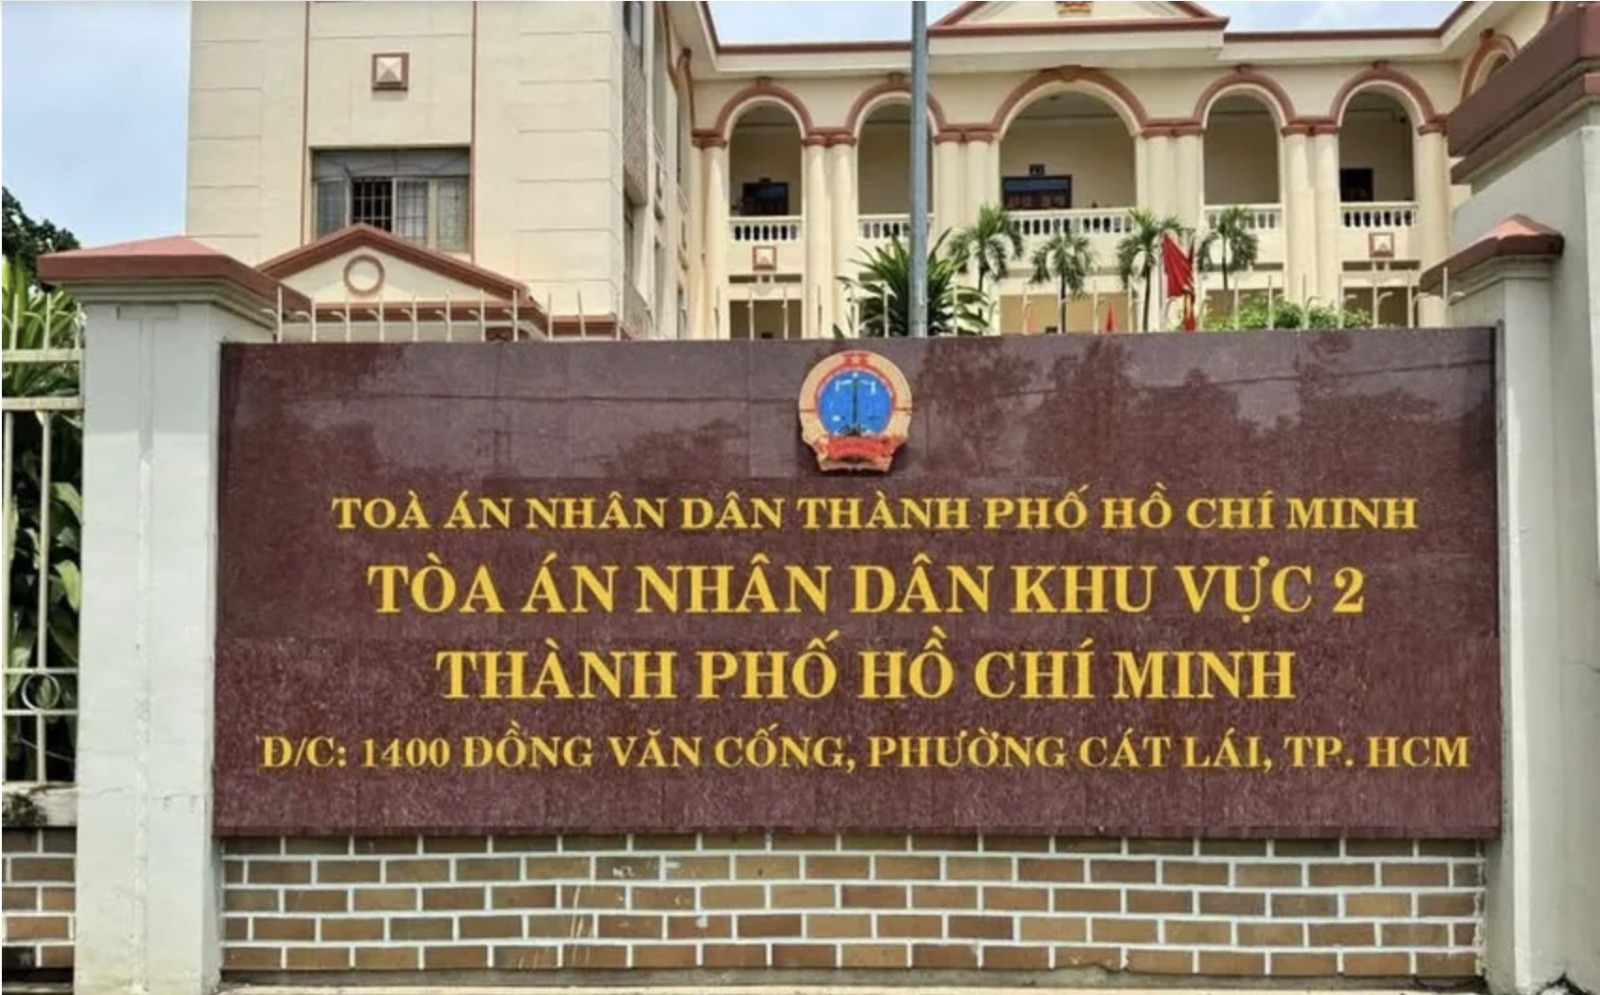 TOÀ ÁN NHÂN DÂN THÀNH PHỐ HỒ CHÍ MINH
TÒA ÁN NHÂN DÂN KHU VỰC 2
THÀNH PHỐ HỒ CHÍ MINH
Đ/C: 1400 ĐỒNG VĂN CỐNG, PHƯỜNG CÁT LÁI, TP. HCM